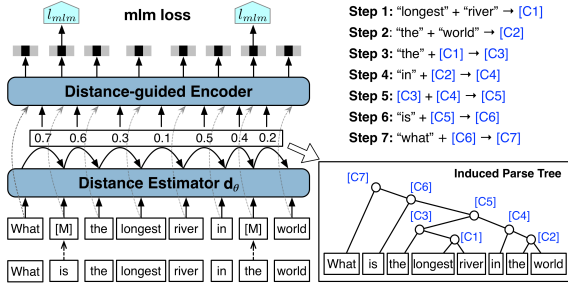 mlm loss
l_mlm l_mlm
Distance-guided Encoder
0.7 0.6 0.3 0.1 0.5 0.4 0.2
Distance Estimator d_θ
What [M] the longest river in [M] world
What is the longest river in the world
Step 1: “longest” + “river” → [C1]
Step 2: “the” + “world” → [C2]
Step 3: “the” + [C1] → [C3]
Step 4: “in” + [C2] → [C4]
Step 5: [C3] + [C4] → [C5]
Step 6: “is” + [C5] → [C6]
Step 7: “what” + [C6] → [C7]
Induced Parse Tree
[C7]
[C6]
[C5]
[C3] [C4]
[C1] [C2]
What is the longest river in the world